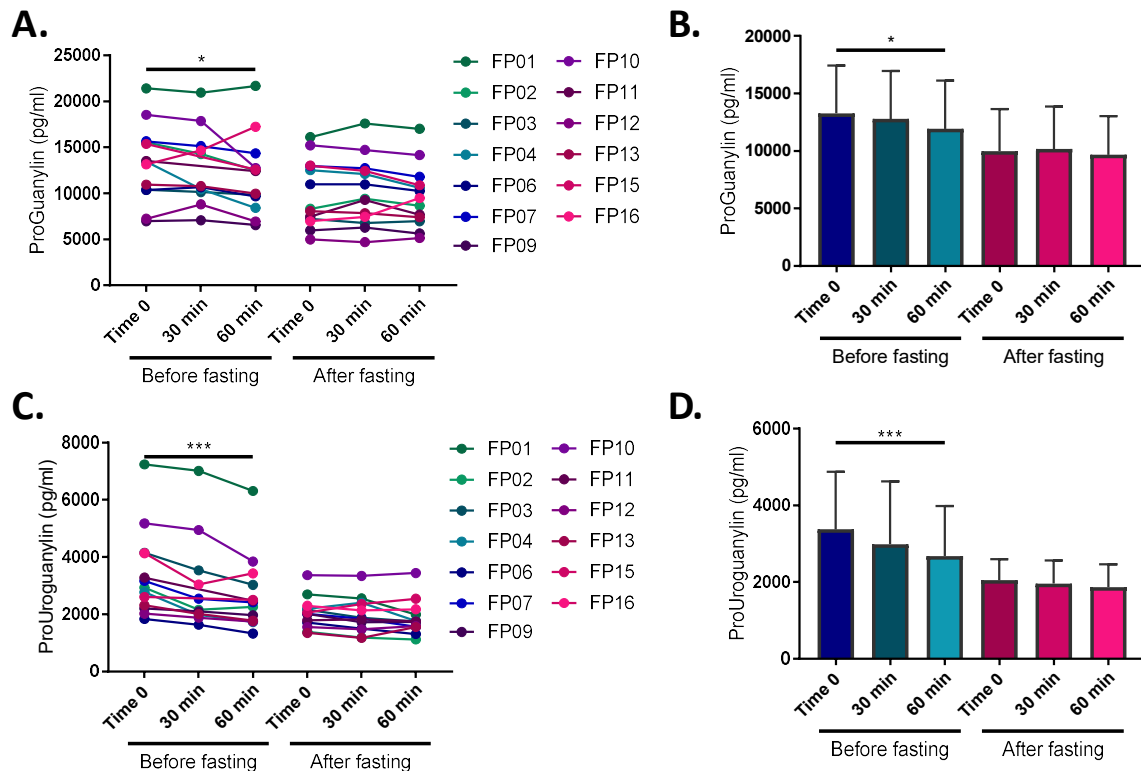 A.
ProGuanylin (pg/ml)
25000
20000
15000
10000
5000
0
*
Time 0
30 min
60 min
Time 0
30 min
60 min
Before fasting
After fasting
FP01
FP02
FP03
FP04
FP06
FP07
FP09
FP10
FP11
FP12
FP13
FP15
FP16
B.
ProGuanylin (pg/ml)
20000
15000
10000
5000
0
*
Time 0
30 min
60 min
Time 0
30 min
60 min
Before fasting
After fasting
C.
ProUroguanylin (pg/ml)
8000
6000
4000
2000
0
***
Time 0
30 min
60 min
Time 0
30 min
60 min
Before fasting
After fasting
FP01
FP02
FP03
FP04
FP06
FP07
FP09
FP10
FP11
FP12
FP13
FP15
FP16
D.
ProUroguanylin (pg/ml)
6000
4000
2000
0
***
Time 0
30 min
60 min
Time 0
30 min
60 min
Before fasting
After fasting